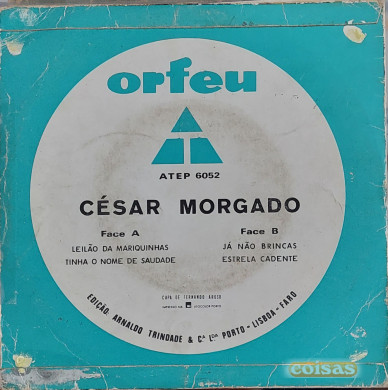 orfeu
ATEP 6052
CÉSAR MORGADO
Face A
LEILÃO DA MARIQUINHAS
TINHA O NOME DE SAUDADE
Face B
JÁ NÃO BRINCAS
ESTRELA CADENTE
CAPA DE FERNANDO AROSO
EDIÇÃO: ARNALDO TRINDADE & Cª Lda PORTO - LISBOA - FARO
coisas